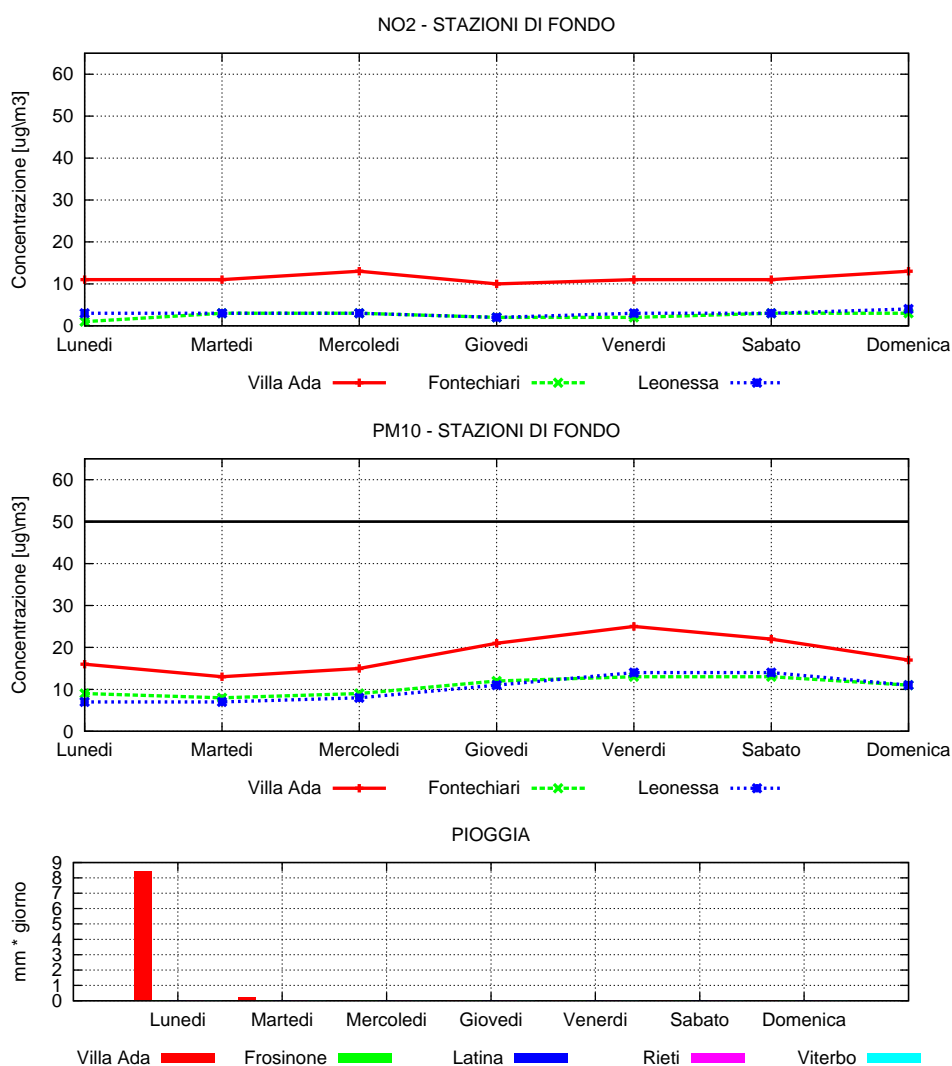 NO2 - STAZIONI DI FONDO
Concentrazione [ug\m3]
60
50
40
30
20
10
0
Lunedi Martedi Mercoledi Giovedi Venerdi Sabato Domenica
Villa Ada Fontechiari Leonessa
PM10 - STAZIONI DI FONDO
Concentrazione [ug\m3]
60
50
40
30
20
10
0
Lunedi Martedi Mercoledi Giovedi Venerdi Sabato Domenica
Villa Ada Fontechiari Leonessa
PIOGGIA
mm * giorno
9
8
7
6
5
4
3
2
1
0
Lunedi Martedi Mercoledi Giovedi Venerdi Sabato Domenica
Villa Ada Frosinone Latina Rieti Viterbo